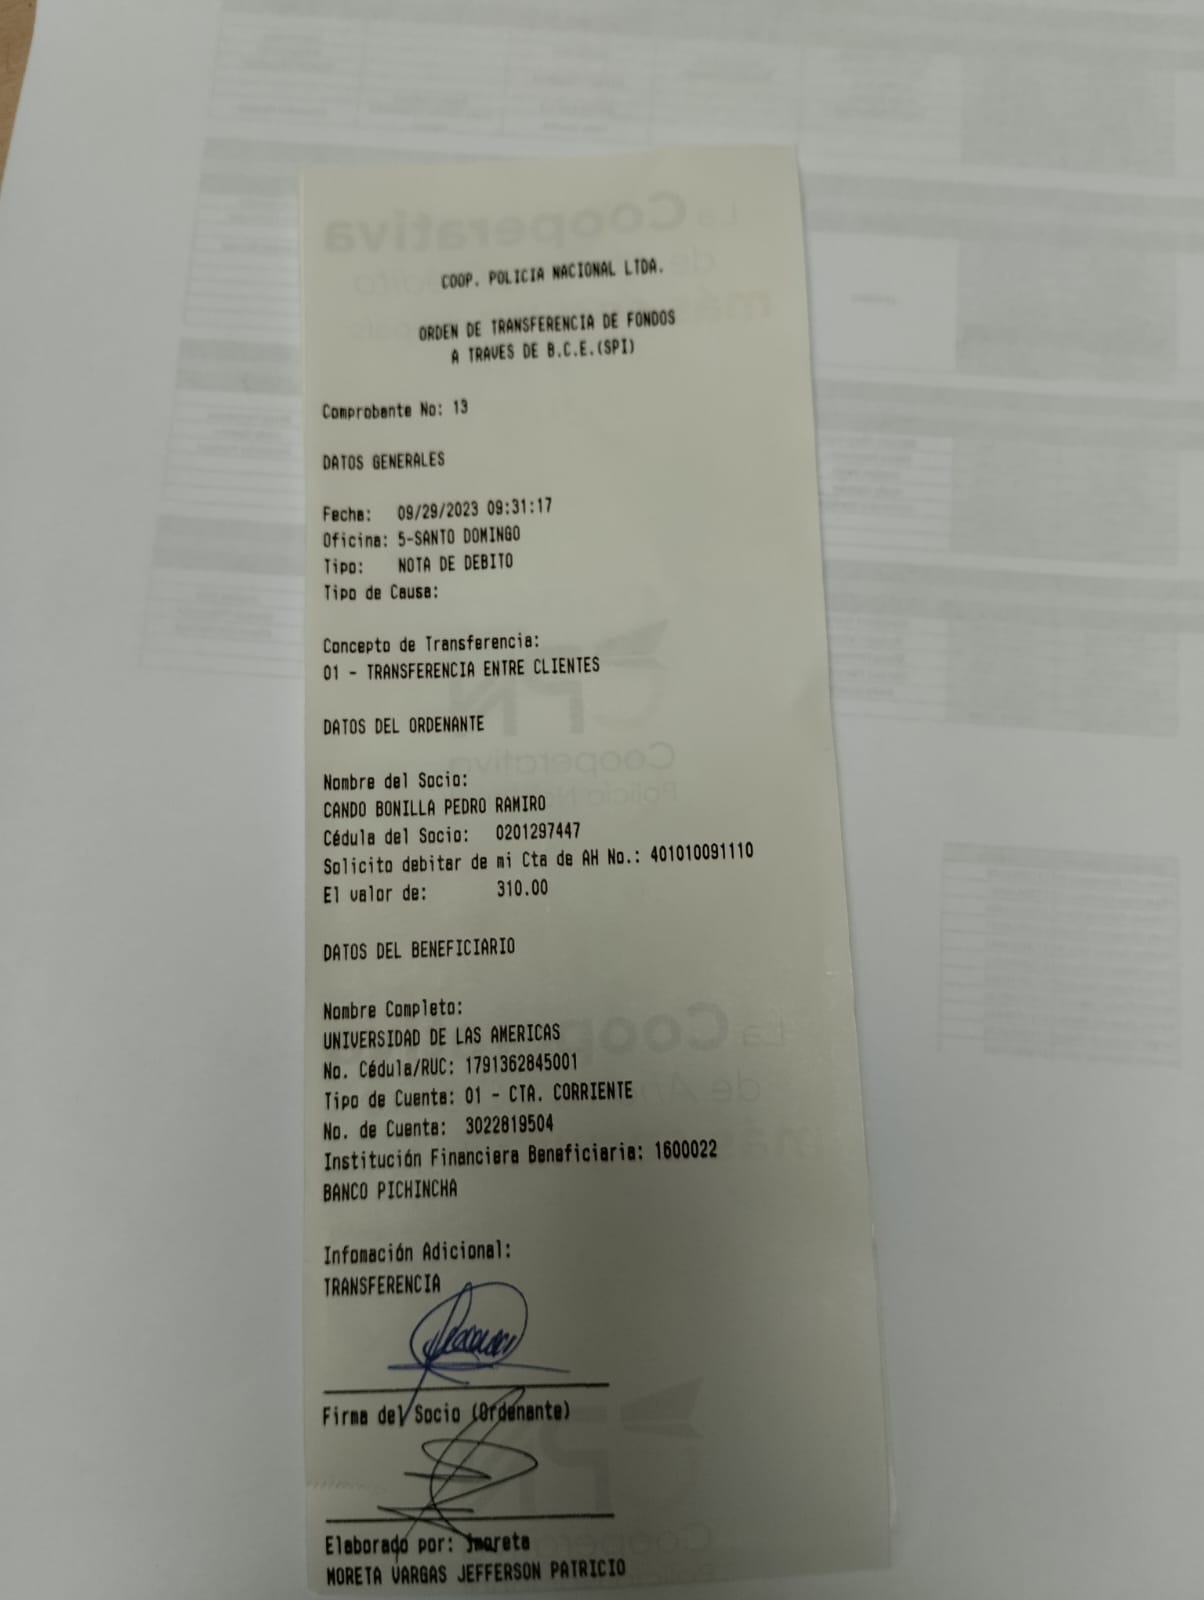 COOP. POLICIA NACIONAL LTDA.
ORDEN DE TRANSFERENCIA DE FONDOS
A TRAVES DE B.C.E.(SPI)
Comprobante No: 13
DATOS GENERALES
Fecha: 09/29/2023 09:31:17
Oficina: 5-SANTO DOMINGO
Tipo: NOTA DE DEBITO
Tipo de Causa:
Concepto de Transferencia:
01 - TRANSFERENCIA ENTRE CLIENTES
DATOS DEL ORDENANTE
Nombre del Socio:
CANDO BONILLA PEDRO RAMIRO
Cédula del Socio: 0201297447
Solicito debitar de mi Cta de AH No.: 401010091110
El valor de: 310.00
DATOS DEL BENEFICIARIO
Nombre Completo:
UNIVERSIDAD DE LAS AMERICAS
No. Cédula/RUC: 1791362845001
Tipo de Cuenta: 01 - CTA. CORRIENTE
No. de Cuenta: 3022819504
Institución Financiera Beneficiaria: 1600022
BANCO PICHINCHA
Infomación Adicional:
TRANSFERENCIA
Firma del Socio (Ordenante)
Elaborado por: jmoreta
MORETA VARGAS JEFFERSON PATRICIO